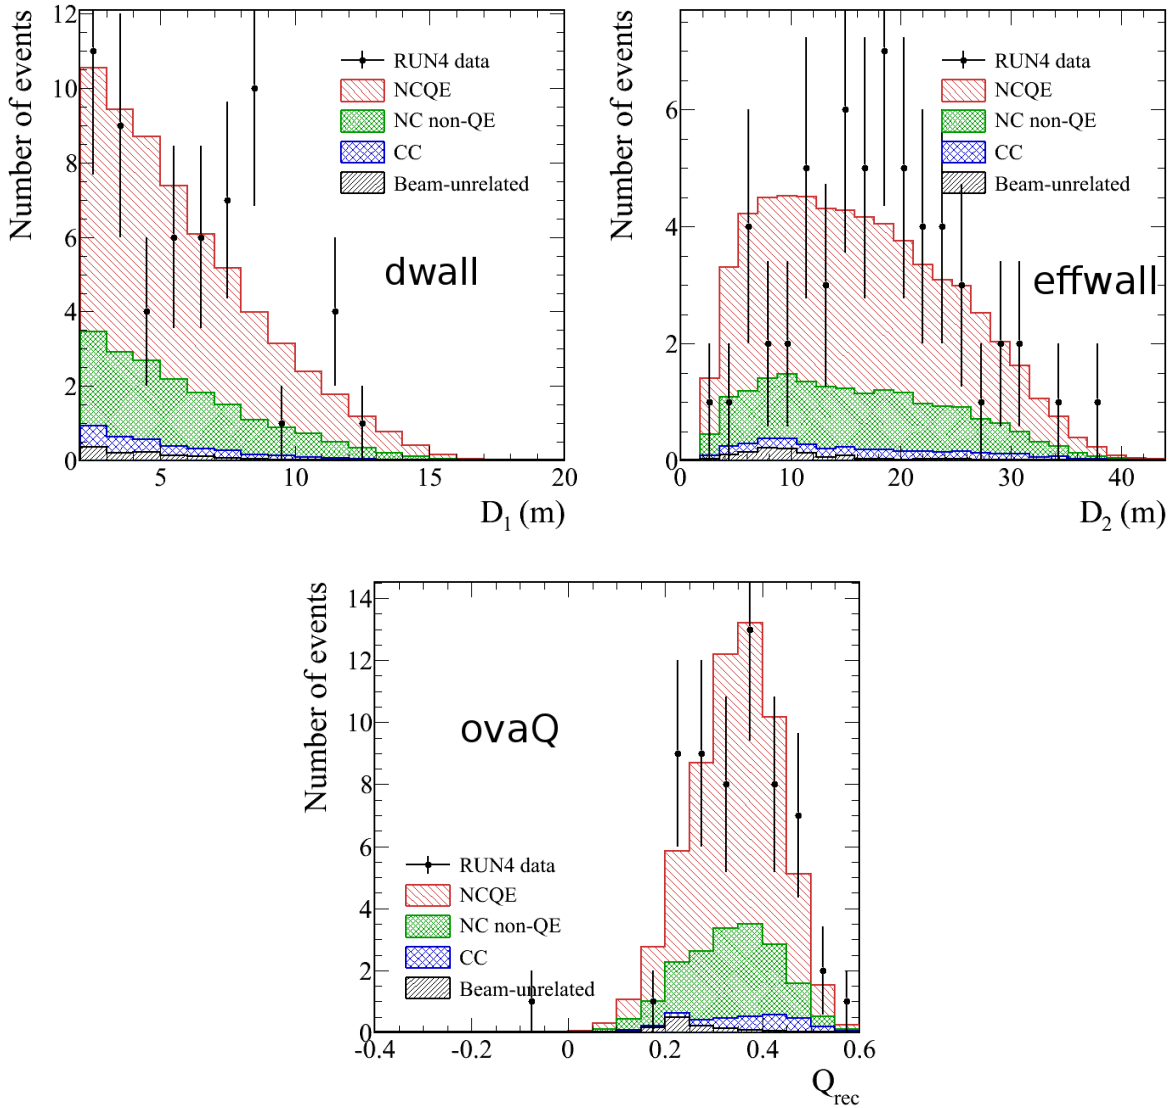 Number of events
12
10
8
6
4
2
0
5
10
15
20
D1 (m)
RUN4 data
NCQE
NC non-QE
CC
Beam-unrelated
dwall
Number of events
6
4
2
0
0
10
20
30
40
D2 (m)
RUN4 data
NCQE
NC non-QE
CC
Beam-unrelated
effwall
Number of events
14
12
10
8
6
4
2
0
-0.4
-0.2
0
0.2
0.4
0.6
Qrec
ovaQ
RUN4 data
NCQE
NC non-QE
CC
Beam-unrelated